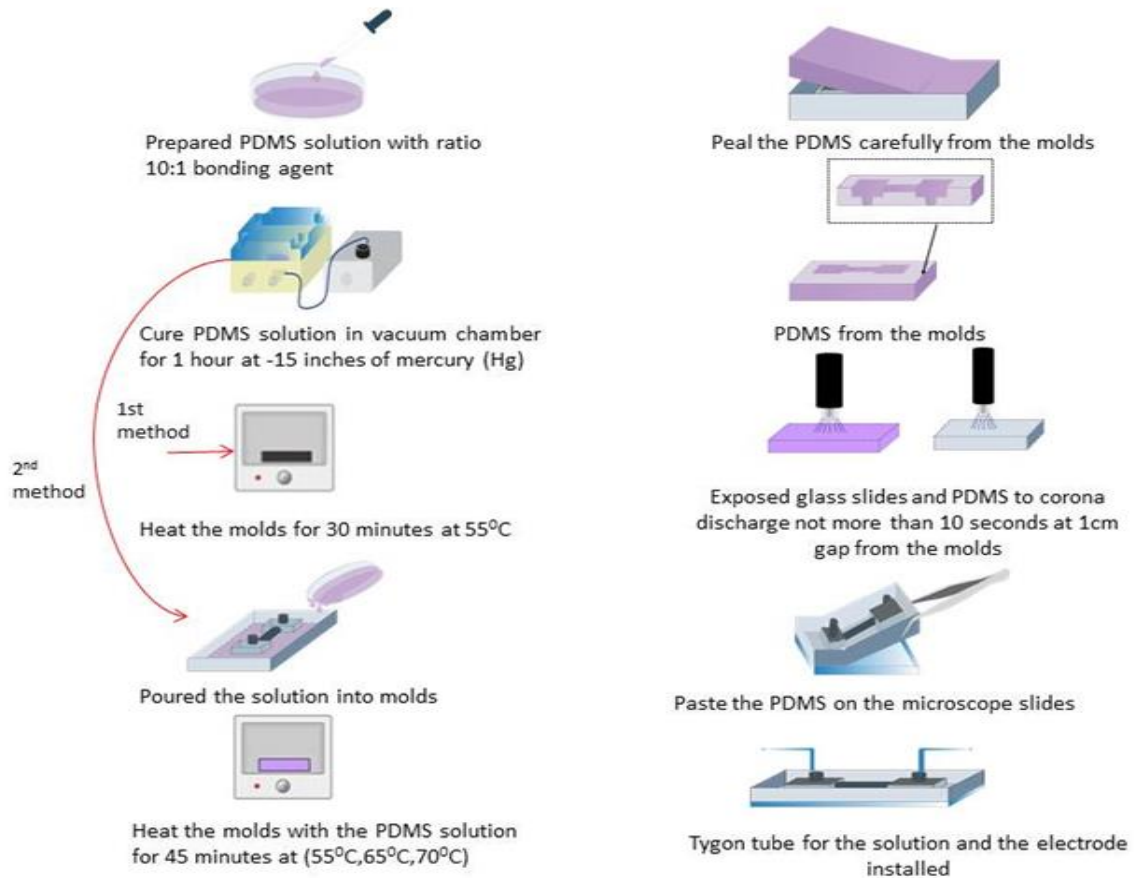 Prepared PDMS solution with ratio
10:1 bonding agent
Cure PDMS solution in vacuum chamber
for 1 hour at -15 inches of mercury (Hg)
1st
method
2nd
method
Heat the molds for 30 minutes at 55⁰C
Poured the solution into molds
Heat the molds with the PDMS solution
for 45 minutes at (55⁰C,65⁰C,70⁰C)
Peal the PDMS carefully from the molds
PDMS from the molds
Exposed glass slides and PDMS to corona
discharge not more than 10 seconds at 1cm
gap from the molds
Paste the PDMS on the microscope slides
Tygon tube for the solution and the electrode
installed